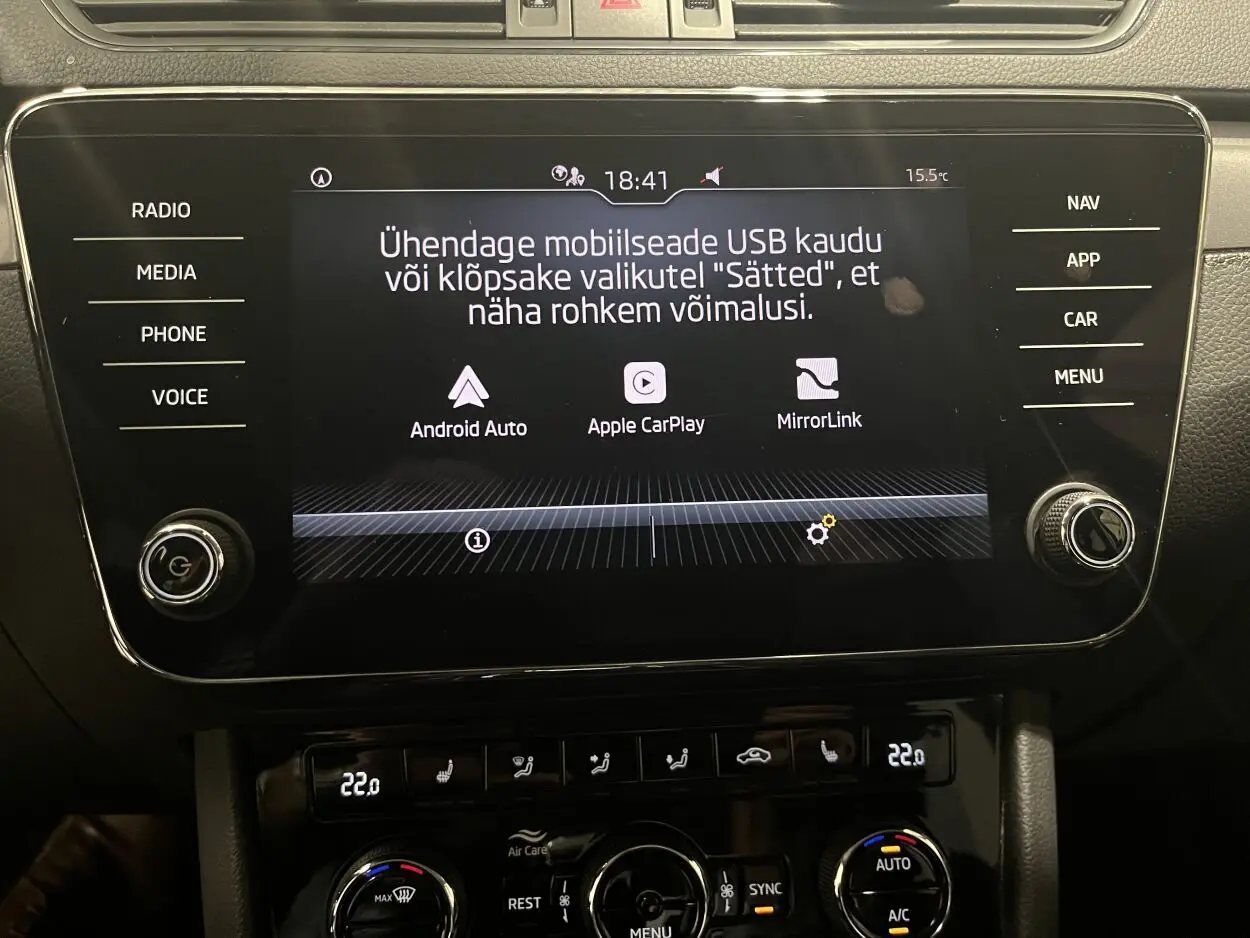 18:41
15.5°C
RADIO
MEDIA
PHONE
VOICE
Ühendage mobiilseade USB kaudu
või klõpsake valikutel "Sätted", et
näha rohkem võimalusi.
Android Auto
Apple CarPlay
MirrorLink
NAV
APP
CAR
MENU
22.0
22.0
Air Care
MAX
REST
MENU
SYNC
AUTO
A/C